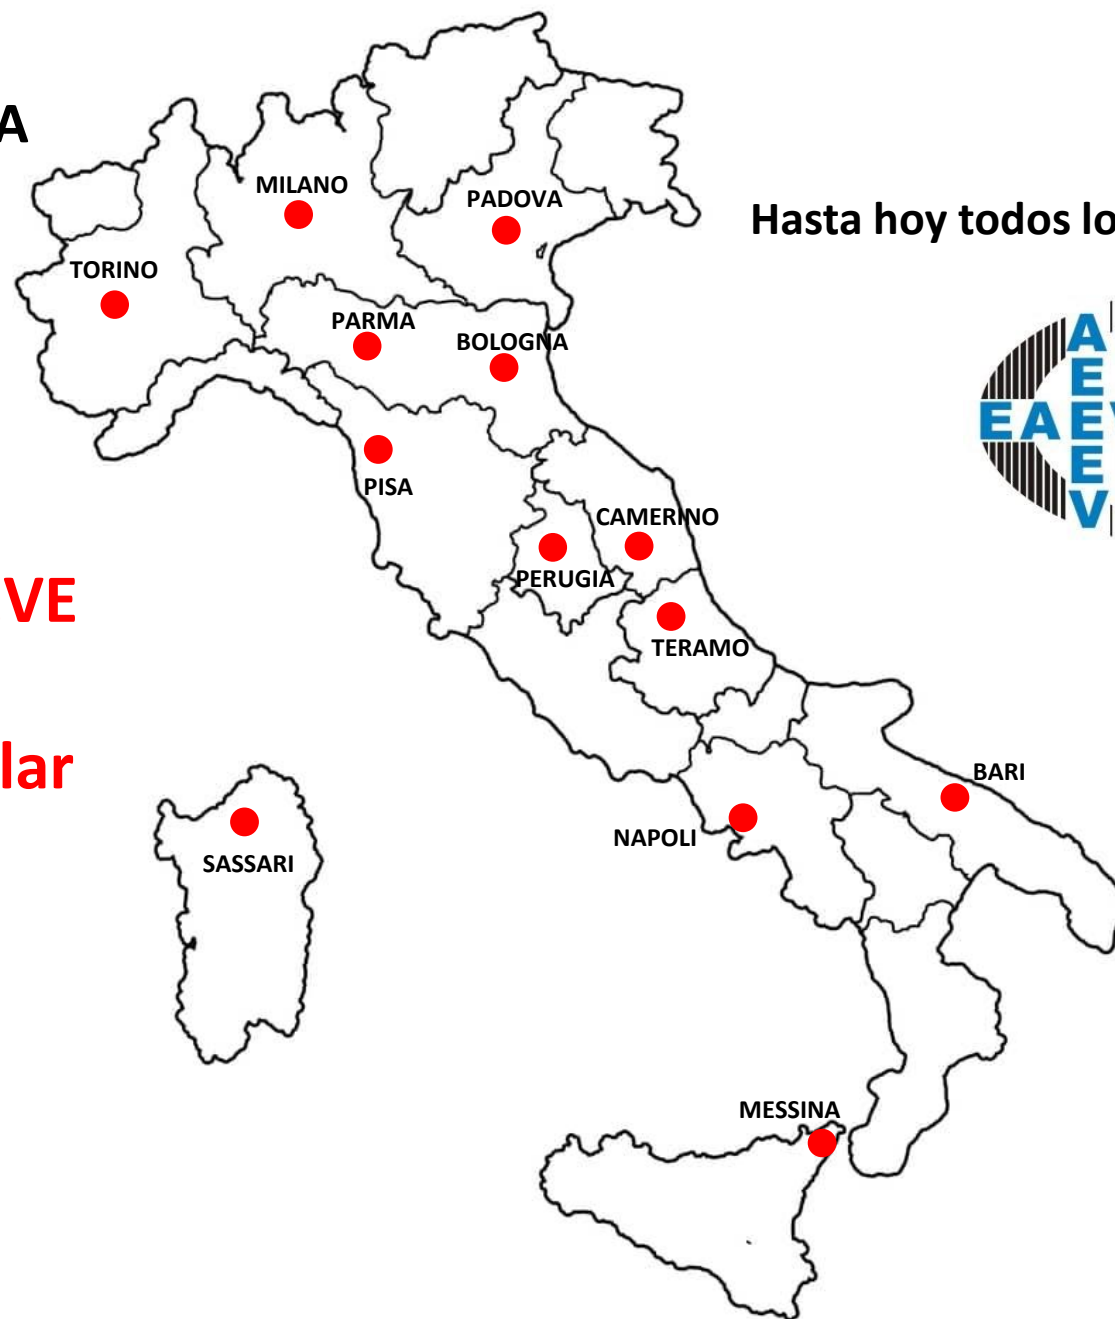 A
MILANO
PADOVA
Hasta hoy todos lo
TORINO
PARMA
BOLOGNA
A
E
EAEV
E
V
PISA
CAMERINO
PERUGIA
VE
TERAMO
lar
BARI
NAPOLI
SASSARI
MESSINA